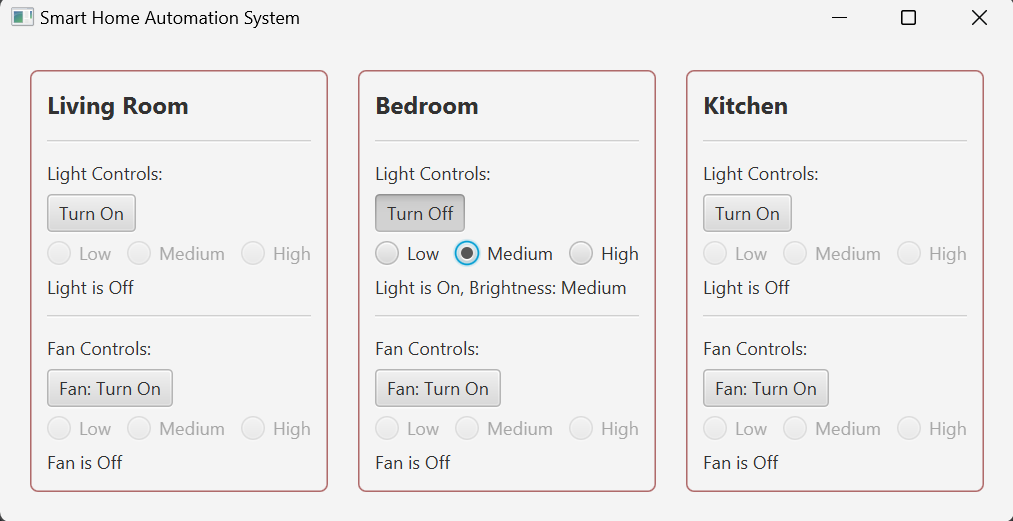 Smart Home Automation System
Living Room
Light Controls:
Turn On
Low Medium High
Light is Off
Fan Controls:
Fan: Turn On
Low Medium High
Fan is Off
Bedroom
Light Controls:
Turn Off
Low Medium High
Light is On, Brightness: Medium
Fan Controls:
Fan: Turn On
Low Medium High
Fan is Off
Kitchen
Light Controls:
Turn On
Low Medium High
Light is Off
Fan Controls:
Fan: Turn On
Low Medium High
Fan is Off